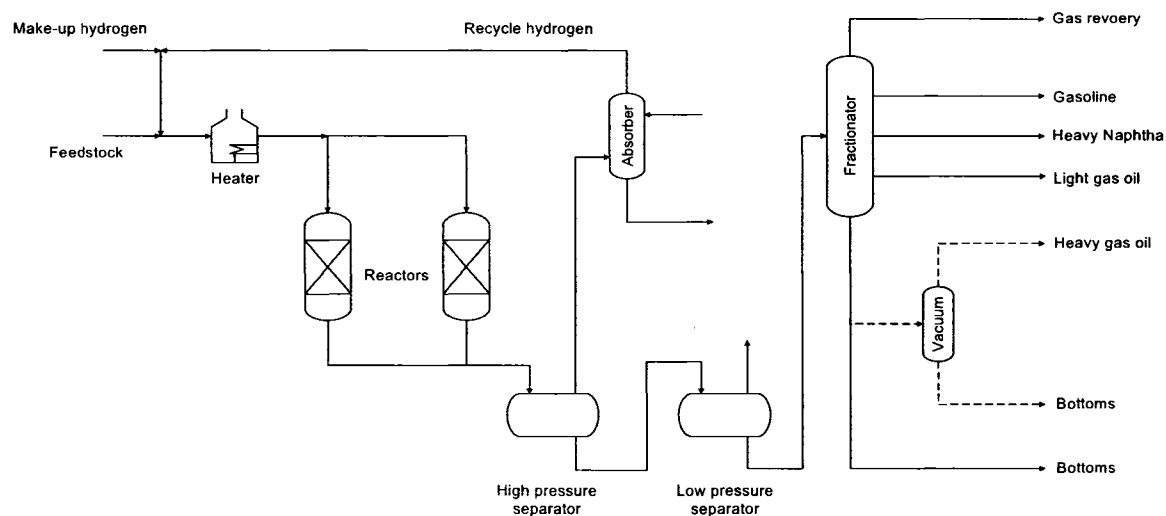 Make-up hydrogen
Recycle hydrogen
Gas revoery
Feedstock
Heater
Absorber
Fractionator
Gasoline
Heavy Naphtha
Light gas oil
Reactors
Heavy gas oil
Vacuum
Bottoms
Bottoms
High pressure
separator
Low pressure
separator